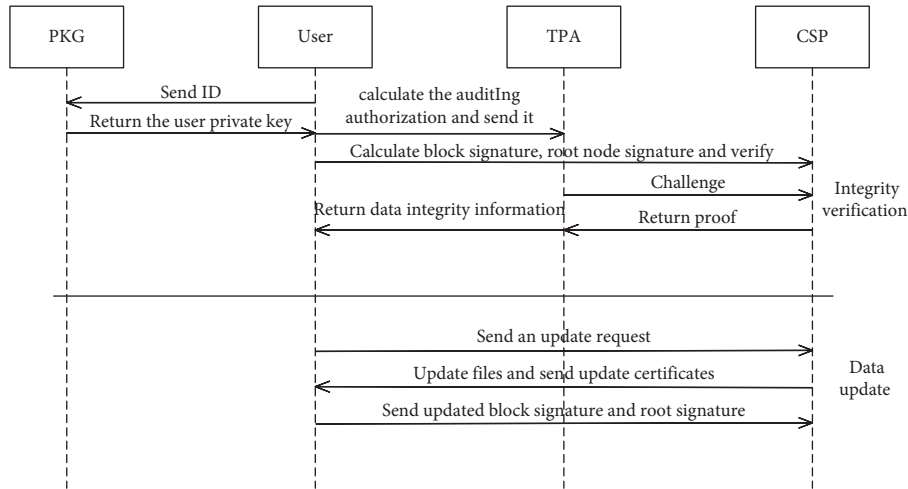 PKG
User
TPA
CSP
Send ID
calculate the auditIng
authorization and send it
Return the user private key
Calculate block signature, root node signature and verify
Challenge
Integrity
verification
Return data integrity information
Return proof
Send an update request
Update files and send update certificates
Data
update
Send updated block signature and root signature